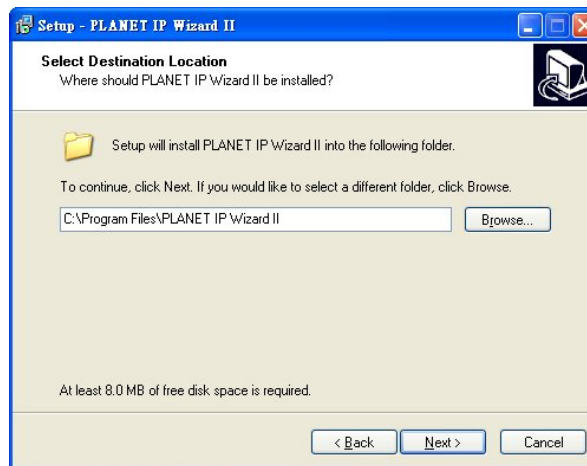 Setup - PLANET IP Wizard II
Select Destination Location
Where should PLANET IP Wizard II be installed?
Setup will install PLANET IP Wizard II into the following folder.
To continue, click Next. If you would like to select a different folder, click Browse.
C:\Program Files\PLANET IP Wizard II
Browse...
At least 8.0 MB of free disk space is required.
< Back
Next >
Cancel